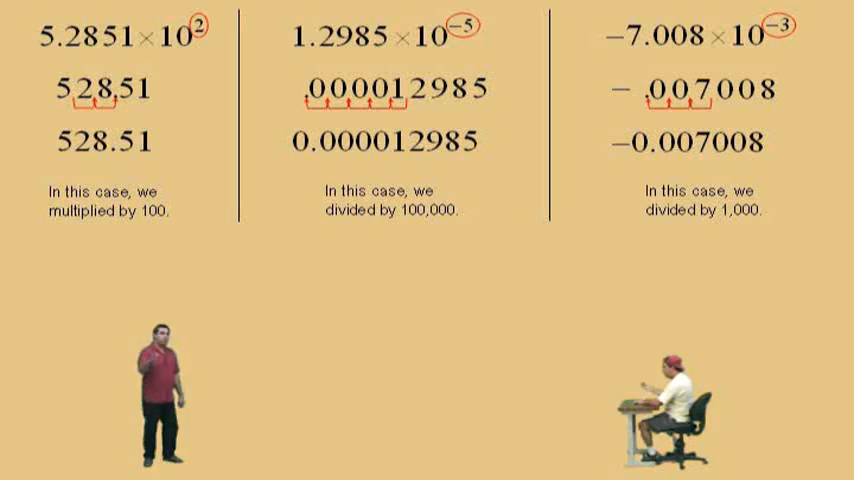 5.2851×10²
528.51
528.51
In this case, we
multiplied by 100.
1.2985×10⁻⁵
.000012985
0.000012985
In this case, we
divided by 100,000.
−7.008×10⁻³
− .007008
−0.007008
In this case, we
divided by 1,000.